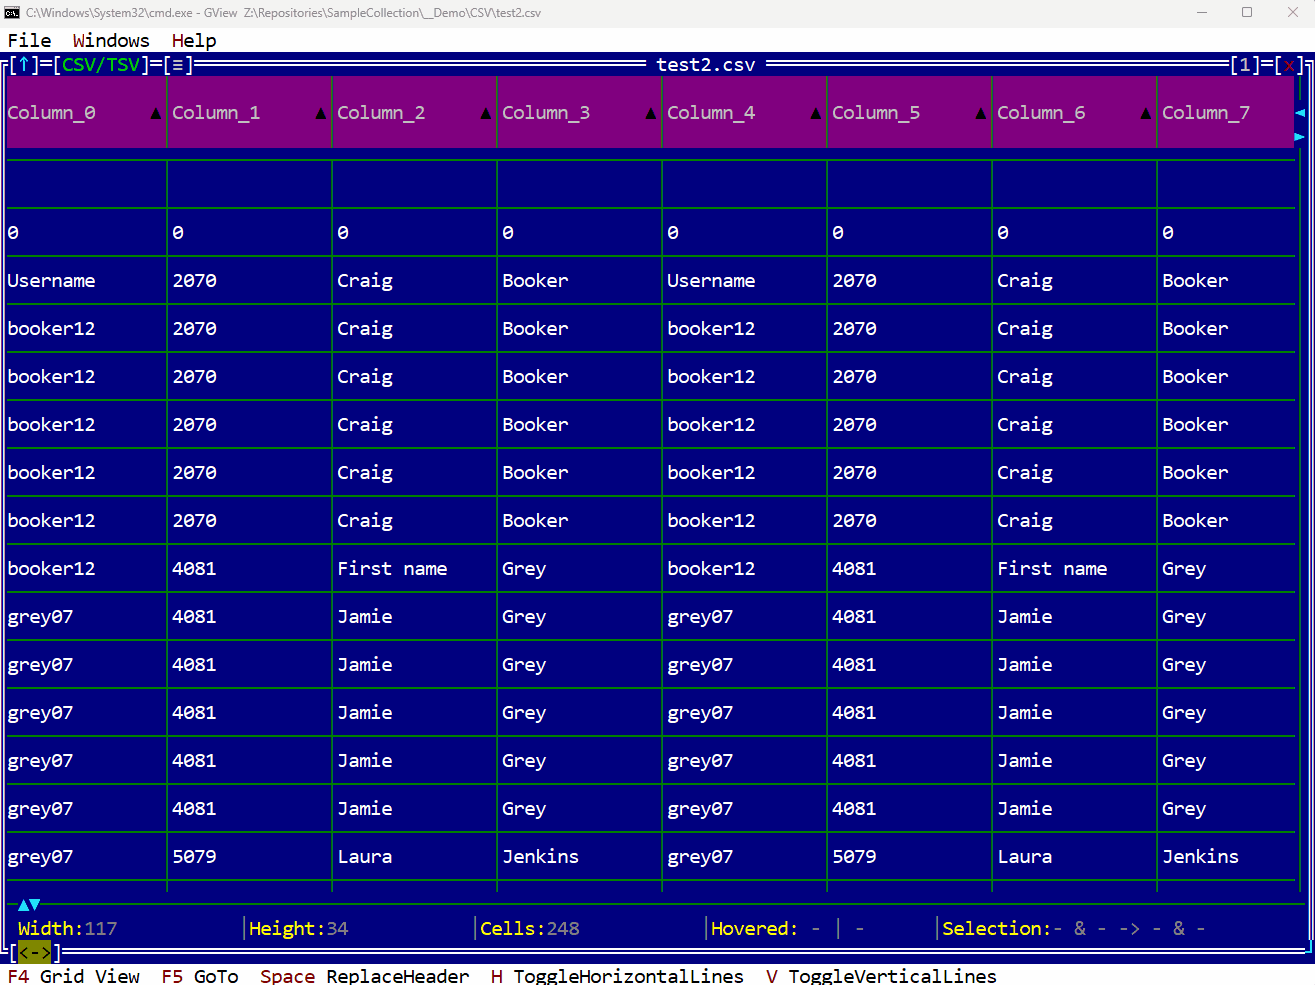 C:\Windows\System32\cmd.exe - GView Z:\Repositories\SampleCollection\__Demo\CSV\test2.csv
File Windows Help
[↑]=[CSV/TSV]=[≡] test2.csv [1]=[x]
Column_0 ▲ Column_1 ▲ Column_2 ▲ Column_3 ▲ Column_4 ▲ Column_5 ▲ Column_6 ▲ Column_7
0 0 0 0 0 0 0 0
Username 2070 Craig Booker Username 2070 Craig Booker
booker12 2070 Craig Booker booker12 2070 Craig Booker
booker12 2070 Craig Booker booker12 2070 Craig Booker
booker12 2070 Craig Booker booker12 2070 Craig Booker
booker12 2070 Craig Booker booker12 2070 Craig Booker
booker12 2070 Craig Booker booker12 2070 Craig Booker
booker12 4081 First name Grey booker12 4081 First name Grey
grey07 4081 Jamie Grey grey07 4081 Jamie Grey
grey07 4081 Jamie Grey grey07 4081 Jamie Grey
grey07 4081 Jamie Grey grey07 4081 Jamie Grey
grey07 4081 Jamie Grey grey07 4081 Jamie Grey
grey07 4081 Jamie Grey grey07 4081 Jamie Grey
grey07 5079 Laura Jenkins grey07 5079 Laura Jenkins
Width:117 |Height:34 |Cells:248 |Hovered: - | - |Selection:- & - -> - & -
[<->]
F4 Grid View F5 GoTo Space ReplaceHeader H ToggleHorizontalLines V ToggleVerticalLines